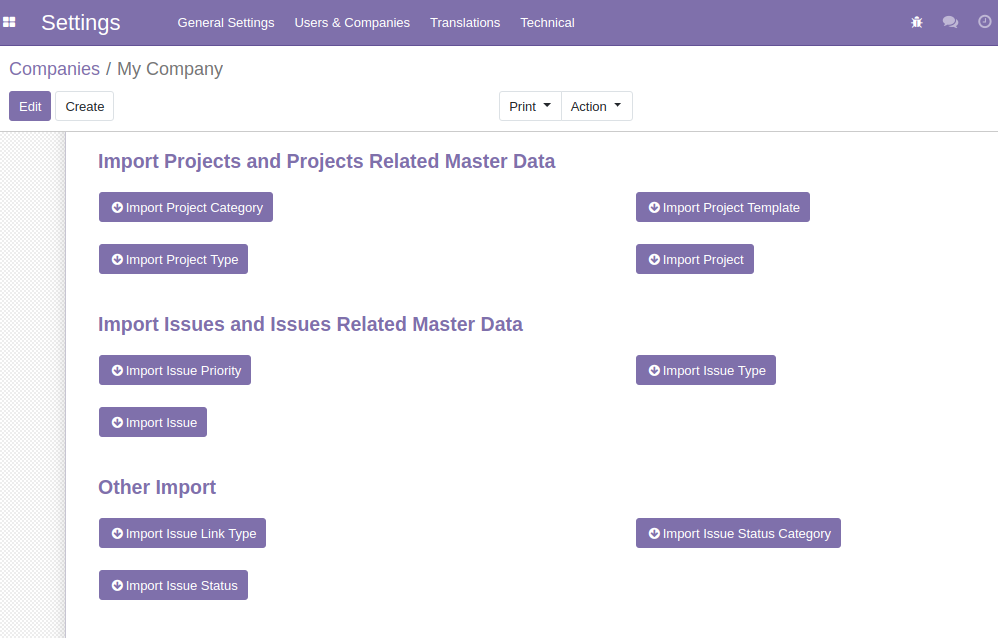 Settings General Settings Users & Companies Translations Technical
Companies / My Company
Edit Create Print Action
Import Projects and Projects Related Master Data
Import Project Category Import Project Template
Import Project Type Import Project
Import Issues and Issues Related Master Data
Import Issue Priority Import Issue Type
Import Issue
Other Import
Import Issue Link Type Import Issue Status Category
Import Issue Status